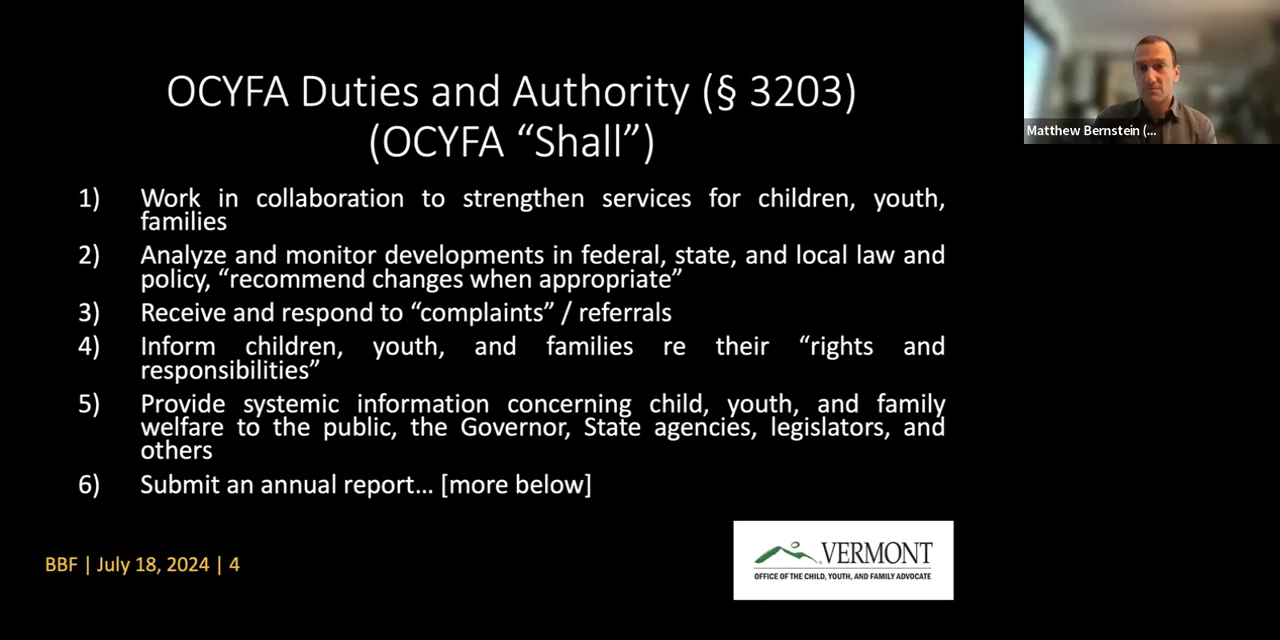 OCYFA Duties and Authority (§ 3203)
(OCYFA “Shall”)
1) Work in collaboration to strengthen services for children, youth,
families
2) Analyze and monitor developments in federal, state, and local law and
policy, “recommend changes when appropriate”
3) Receive and respond to “complaints” / referrals
4) Inform children, youth, and families re their “rights and
responsibilities”
5) Provide systemic information concerning child, youth, and family
welfare to the public, the Governor, State agencies, legislators, and
others
6) Submit an annual report... [more below]
BBF | July 18, 2024 | 4
VERMONT
OFFICE OF THE CHILD, YOUTH, AND FAMILY ADVOCATE
Matthew Bernstein (...